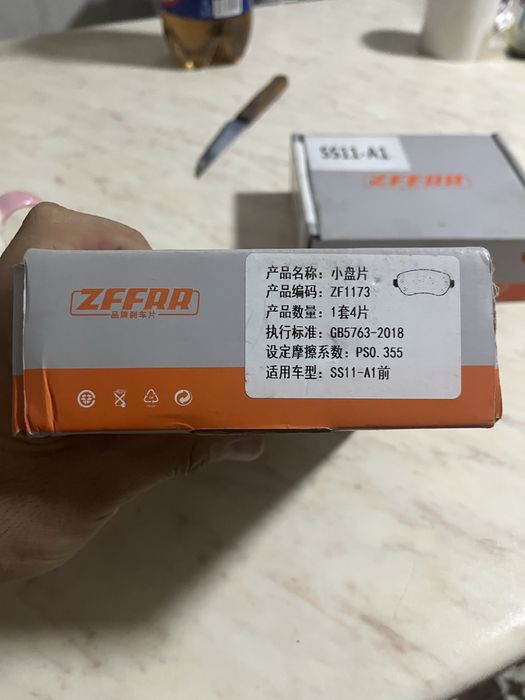 SS11-A1
ZFFRR
ZFFRR
品牌刹车片
产品名称：小盘片
产品编码：ZF1173
产品数量：1套4片
执行标准：GB5763-2018
设定摩擦系数：PS0.355
适用车型：SS11-A1前